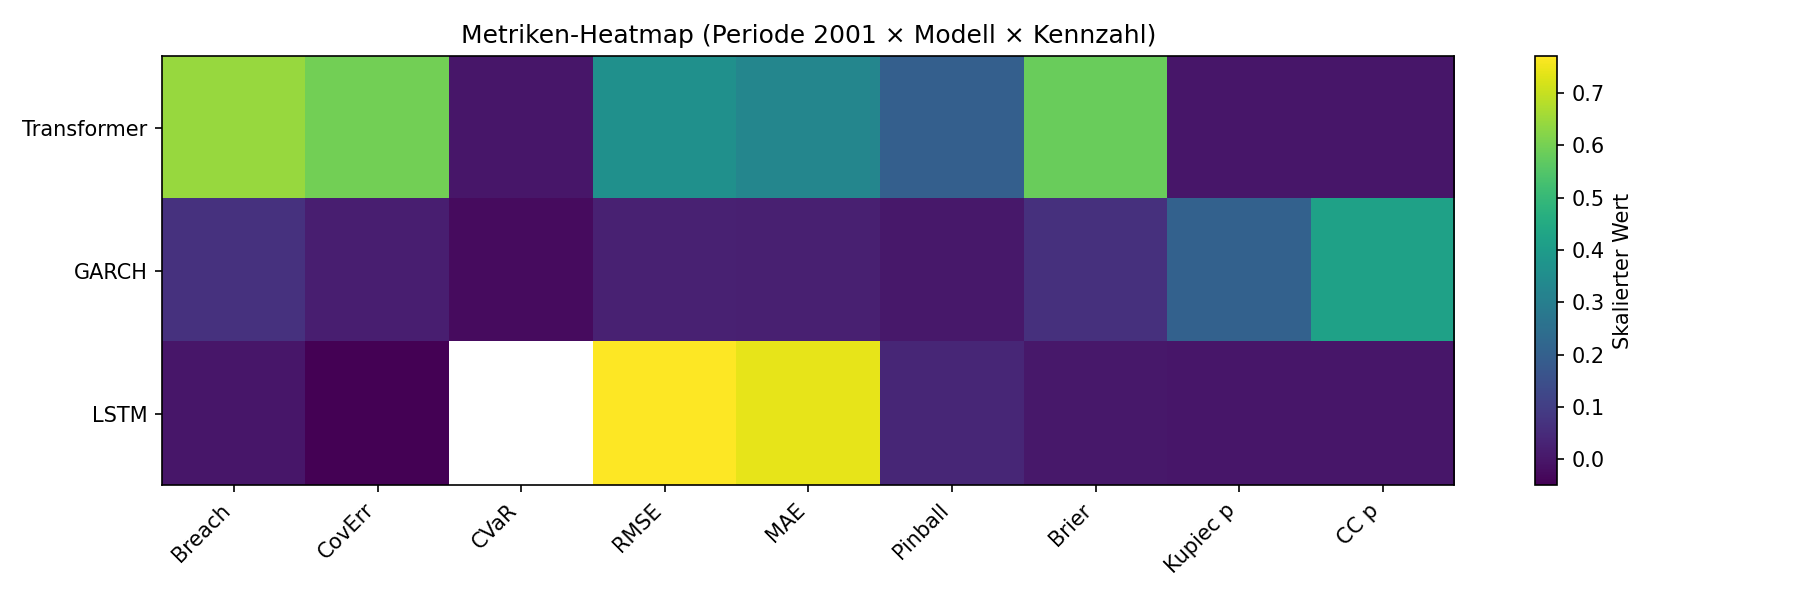 Metriken-Heatmap (Periode 2001 × Modell × Kennzahl)
Transformer
GARCH
LSTM
Breach
CovErr
CVaR
RMSE
MAE
Pinball
Brier
Kupiec p
CC p
0.7
0.6
0.5
0.4
0.3
0.2
0.1
0.0
Skalierter Wert